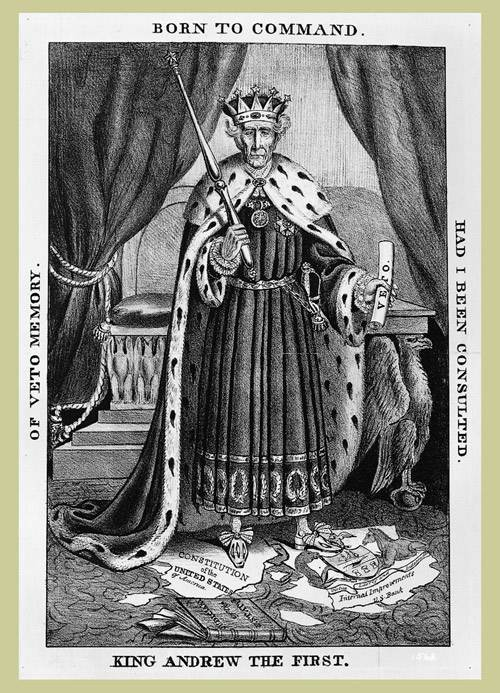 BORN TO COMMAND.
OF VETO MEMORY.
HAD I BEEN CONSULTED.
VETO.
CONSTITUTION
of the
UNITED STATES
of America.
Internal Improvements
U.S. Bank
KING ANDREW THE FIRST.